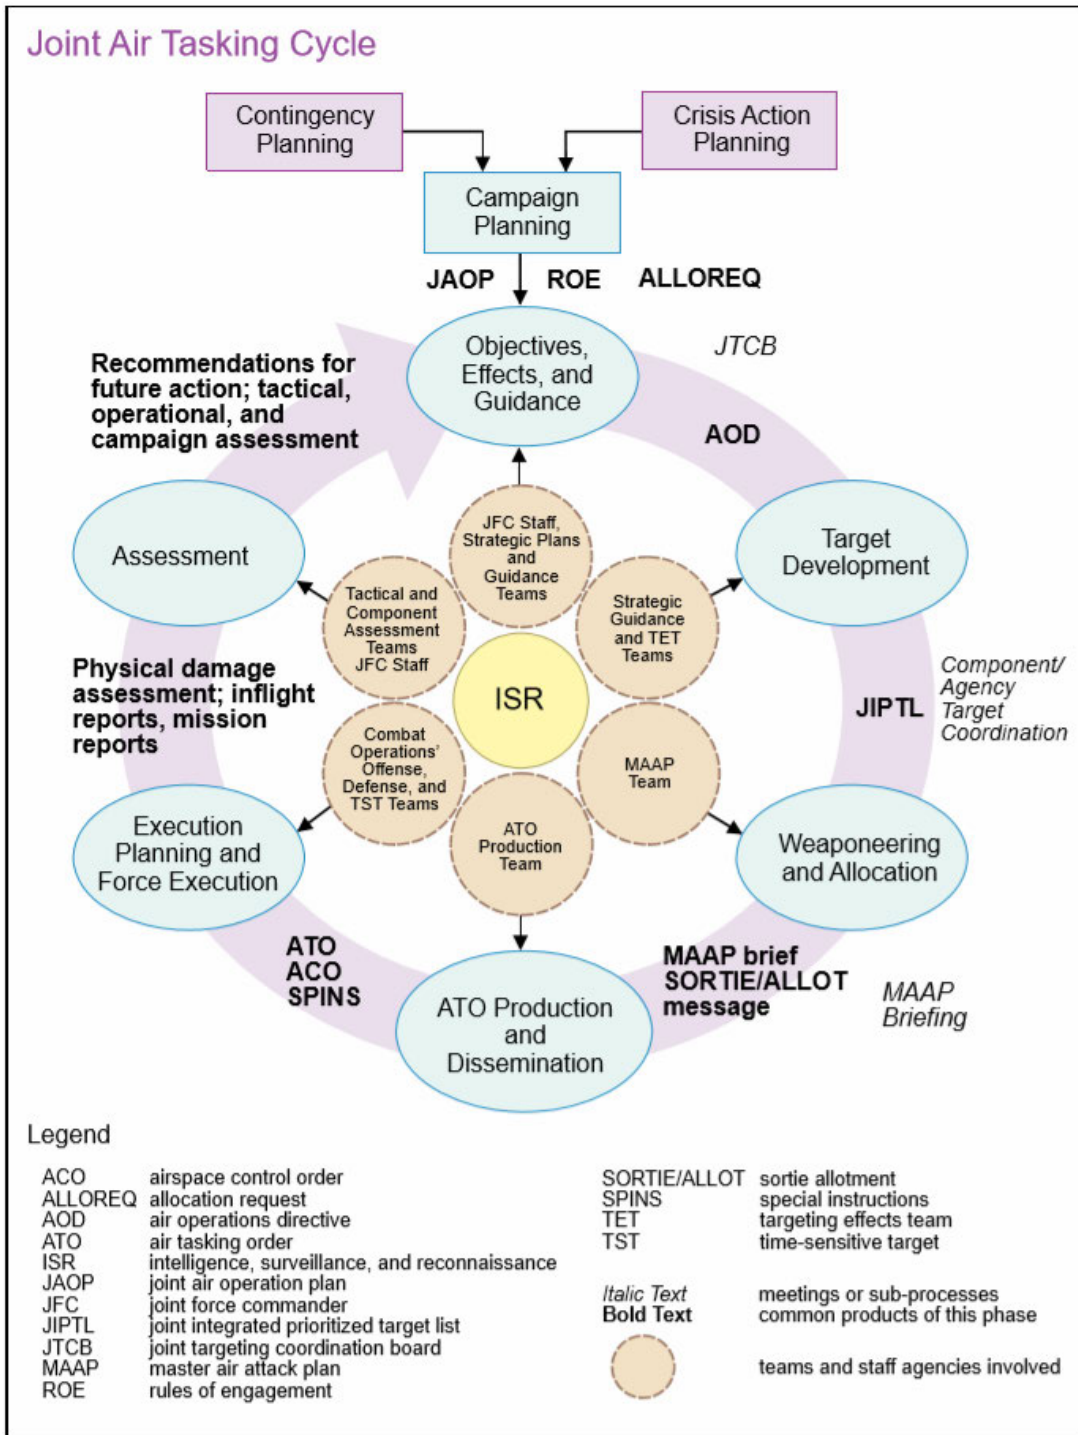 Joint Air Tasking Cycle
Contingency
Planning
Crisis Action
Planning
Campaign
Planning
JAOP
ROE
ALLOREQ
Objectives,
Effects, and
Guidance
JTCB
AOD
Recommendations for
future action; tactical,
operational, and
campaign assessment
Assessment
Target
Development
JFC Staff,
Strategic Plans
and
Guidance
Teams
Tactical and
Component
Assessment
Teams
JFC Staff
Strategic
Guidance
and TET
Teams
ISR
Physical damage
assessment; inflight
reports, mission
reports
JIPTL
Component/
Agency
Target
Coordination
Combat
Operations'
Offense,
Defense, and
TST Teams
MAAP
Team
ATO
Production
Team
Execution
Planning and
Force Execution
Weaponeering
and Allocation
ATO
ACO
SPINS
ATO Production
and
Dissemination
MAAP brief
SORTIE/ALLOT
message
MAAP
Briefing
Legend
ACO airspace control order
ALLOREQ allocation request
AOD air operations directive
ATO air tasking order
ISR intelligence, surveillance, and reconnaissance
JAOP joint air operation plan
JFC joint force commander
JIPTL joint integrated prioritized target list
JTCB joint targeting coordination board
MAAP master air attack plan
ROE rules of engagement
SORTIE/ALLOT sortie allotment
SPINS special instructions
TET targeting effects team
TST time-sensitive target
Italic Text meetings or sub-processes
Bold Text common products of this phase
teams and staff agencies involved